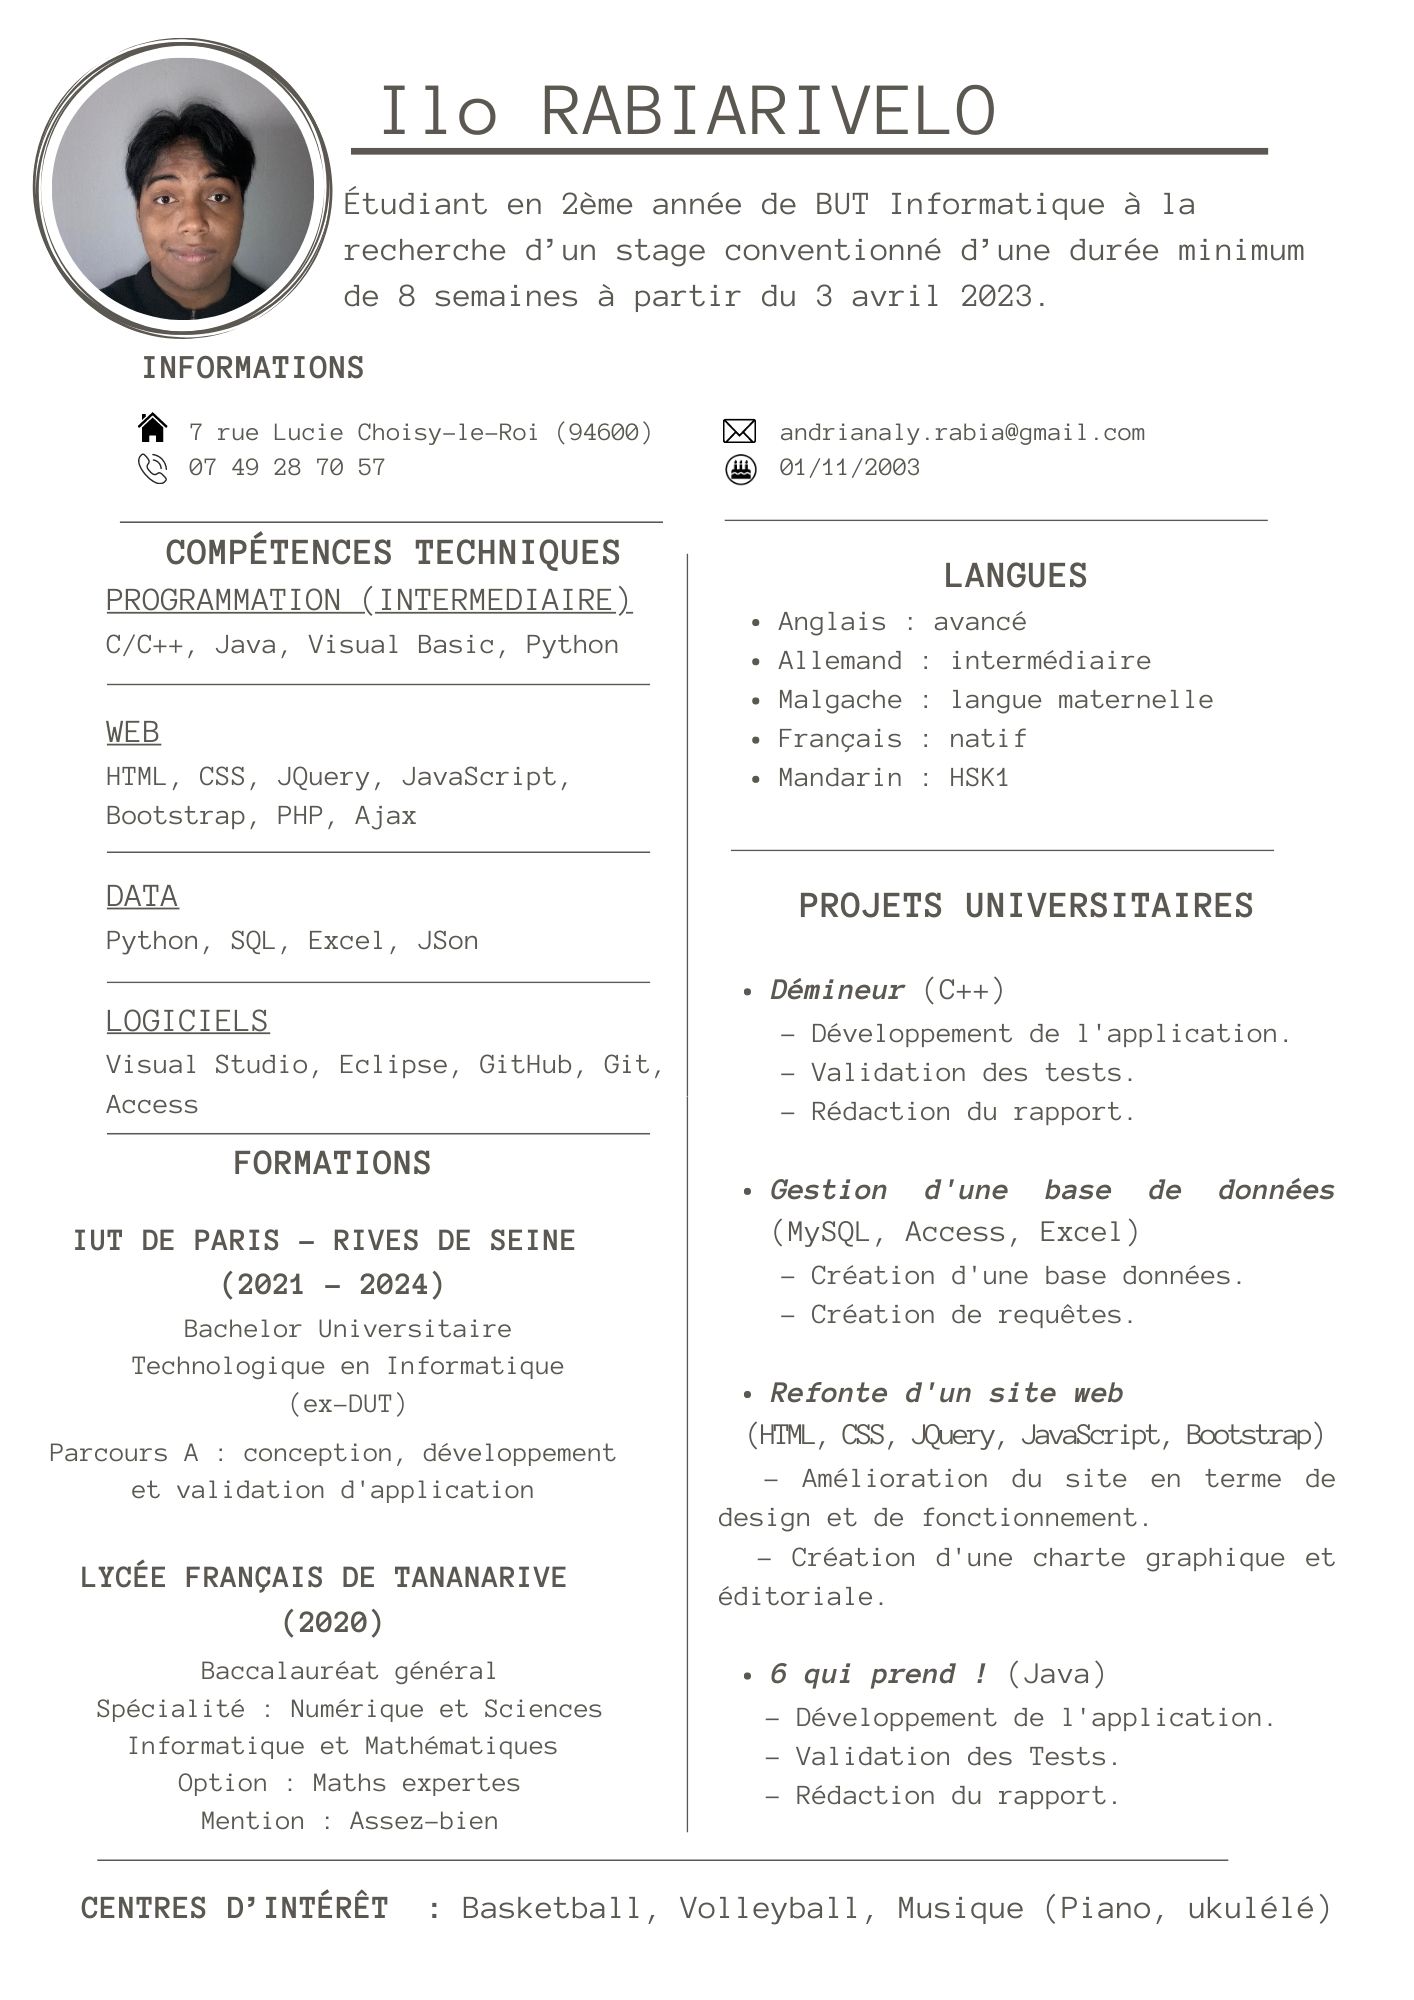 Ilo RABIARIVELO
Étudiant en 2ème année de BUT Informatique à la
recherche d’un stage conventionné d’une durée minimum
de 8 semaines à partir du 3 avril 2023.
INFORMATIONS
7 rue Lucie Choisy-le-Roi (94600)
07 49 28 70 57
andrianaly.rabia@gmail.com
01/11/2003
COMPÉTENCES TECHNIQUES
PROGRAMMATION (INTERMEDIAIRE)
C/C++, Java, Visual Basic, Python
WEB
HTML, CSS, JQuery, JavaScript,
Bootstrap, PHP, Ajax
DATA
Python, SQL, Excel, JSon
LOGICIELS
Visual Studio, Eclipse, GitHub, Git,
Access
FORMATIONS
IUT DE PARIS - RIVES DE SEINE
(2021 - 2024)
Bachelor Universitaire
Technologique en Informatique
(ex-DUT)
Parcours A : conception, développement
et validation d'application
LYCÉE FRANÇAIS DE TANANARIVE
(2020)
Baccalauréat général
Spécialité : Numérique et Sciences
Informatique et Mathématiques
Option : Maths expertes
Mention : Assez-bien
LANGUES
• Anglais : avancé
• Allemand : intermédiaire
• Malgache : langue maternelle
• Français : natif
• Mandarin : HSK1
PROJETS UNIVERSITAIRES
• Démineur (C++)
- Développement de l'application.
- Validation des tests.
- Rédaction du rapport.
• Gestion d'une base de données
(MySQL, Access, Excel)
- Création d'une base données.
- Création de requêtes.
• Refonte d'un site web
(HTML, CSS, JQuery, JavaScript, Bootstrap)
- Amélioration du site en terme de
design et de fonctionnement.
- Création d'une charte graphique et
éditoriale.
• 6 qui prend ! (Java)
- Développement de l'application.
- Validation des Tests.
- Rédaction du rapport.
CENTRES D’INTÉRÊT : Basketball, Volleyball, Musique (Piano, ukulélé)